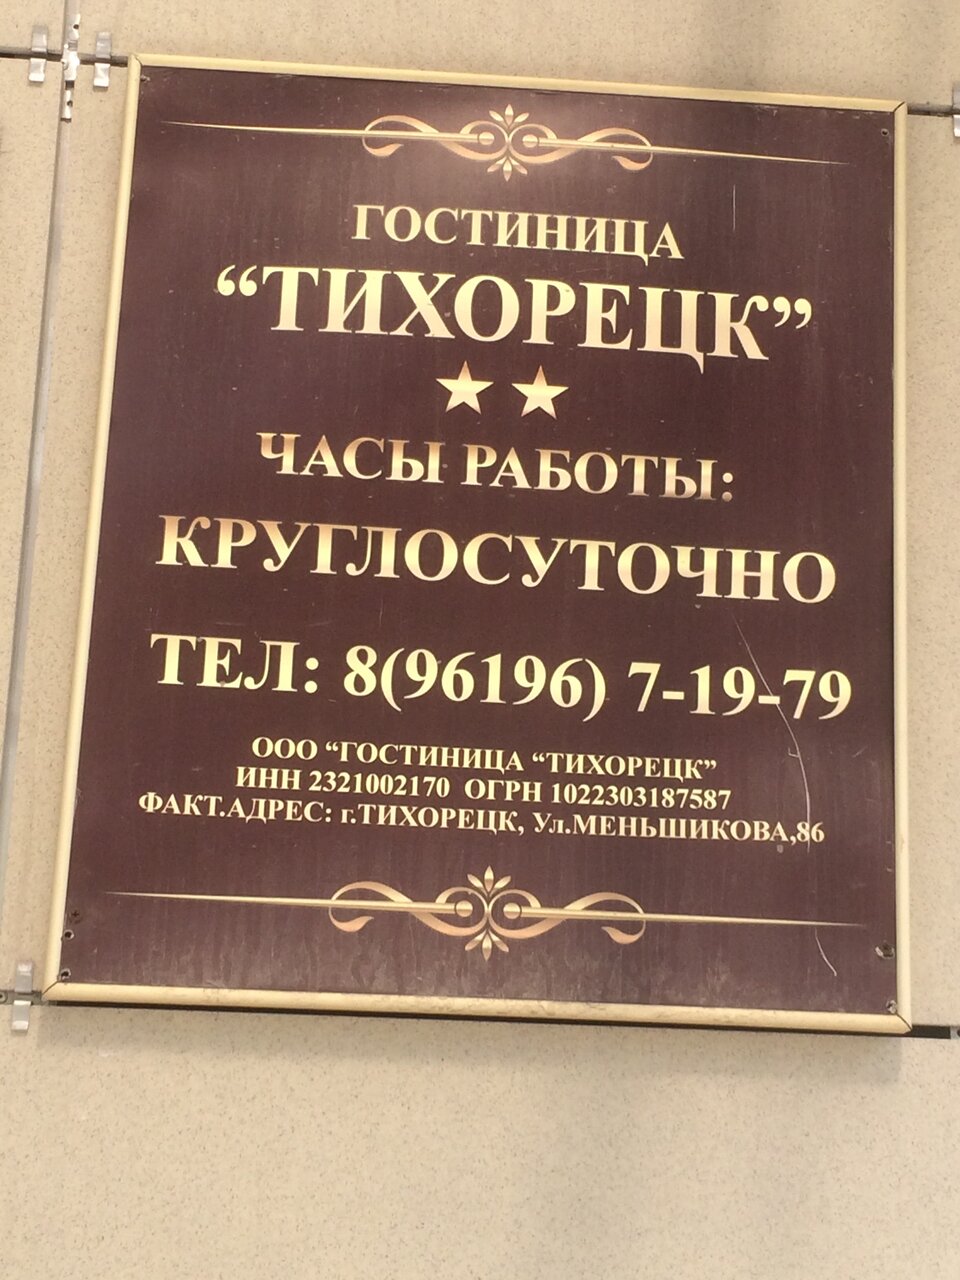 ГОСТИНИЦА
“ТИХОРЕЦК”
ЧАСЫ РАБОТЫ:
КРУГЛОСУТОЧНО
ТЕЛ: 8(96196) 7-19-79
ООО “ГОСТИНИЦА “ТИХОРЕЦК”
ИНН 2321002170 ОГРН 1022303187587
ФАКТ.АДРЕС: г.ТИХОРЕЦК, Ул.МЕНЬШИКОВА,86